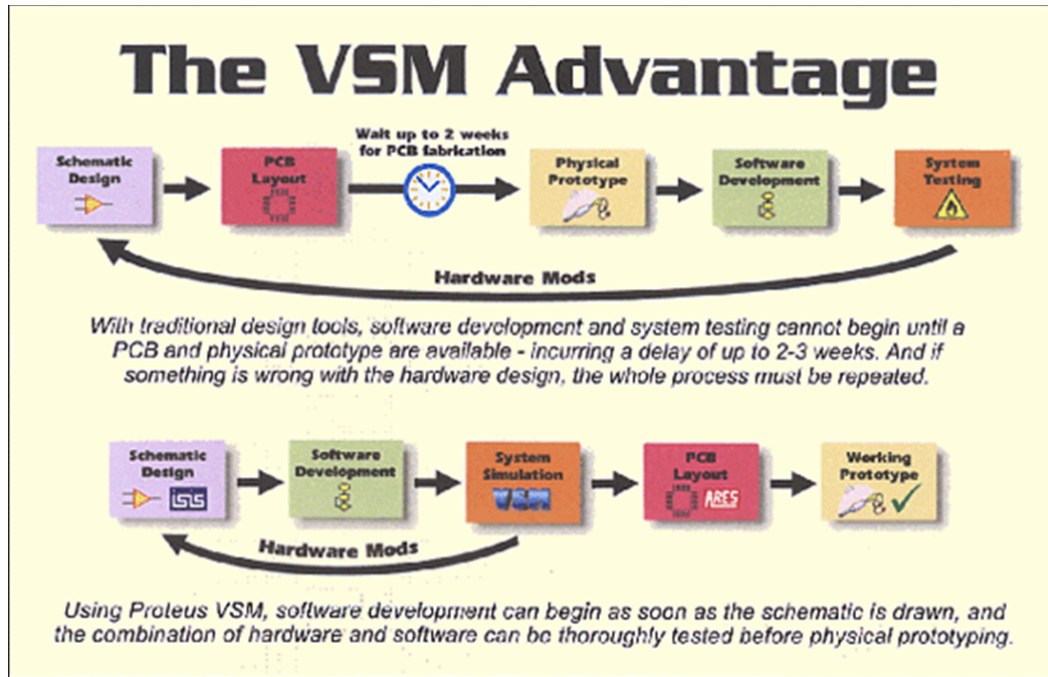 The VSM Advantage
Wait up to 2 weeks
for PCB fabrication
Schematic
Design
PCB
Layout
Physical
Prototype
Software
Development
System
Testing
Hardware Mods
With traditional design tools, software development and system testing cannot begin until a
PCB and physical prototype are available - incurring a delay of up to 2-3 weeks. And if
something is wrong with the hardware design, the whole process must be repeated.
Schematic
Design
ISIS
Software
Development
System
Simulation
VSM
PCB
Layout
ARES
Working
Prototype
Hardware Mods
Using Proteus VSM, software development can begin as soon as the schematic is drawn, and
the combination of hardware and software can be thoroughly tested before physical prototyping.